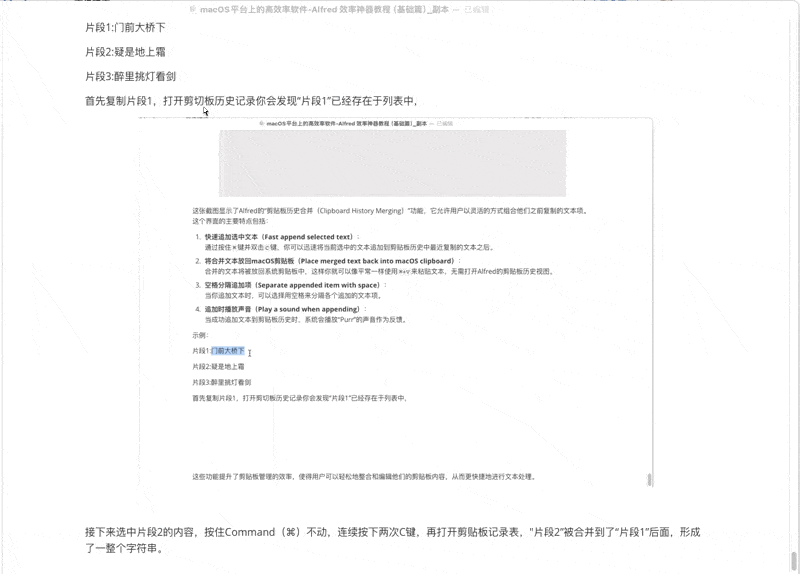 macOS平台上的高效率软件-Alfred 效率神器教程 (基础篇)_副本 — 已编辑
片段1:门前大桥下
片段2:疑是地上霜
片段3:醉里挑灯看剑
首先复制片段1，打开剪切板历史记录你会发现"片段1"已经存在于列表中，
macOS平台上的高效率软件-Alfred 效率神器教程 (基础篇)_副本 — 已编辑
这张截图显示了Alfred的"剪贴板历史合并（Clipboard History Merging）"功能，它允许用户以灵活的方式组合他们之前复制的文本项。
这个界面的主要特点包括：
1. 快速追加选中文本（Fast append selected text）：
通过按住⌘键并双击c键，你可以迅速将当前选中的文本追加到剪贴板历史中最近复制的文本之后。
2. 将合并文本放回macOS剪贴板（Place merged text back into macOS clipboard）：
合并的文本将被放回系统剪贴板中，这样你就可以像平常一样使用⌘+v来粘贴文本，无需打开Alfred的剪贴板历史视图。
3. 空格分隔追加项（Separate appended item with space）：
当你追加文本时，可以选择用空格来分隔各个追加的文本项。
4. 追加时播放声音（Play a sound when appending）：
当成功追加文本到剪贴板历史时，系统会播放"Purr"的声音作为反馈。
示例：
片段1:门前大桥下
片段2:疑是地上霜
片段3:醉里挑灯看剑
首先复制片段1，打开剪切板历史记录你会发现"片段1"已经存在于列表中，
这些功能提升了剪贴板管理的效率，使得用户可以轻松地整合和编辑他们的剪贴板内容，从而更快捷地进行文本处理。
接下来选中片段2的内容，按住Command（⌘）不动，连续按下两次C键，再打开剪贴板记录表，"片段2"被合并到了"片段1"后面，形成
了一整个字符串。